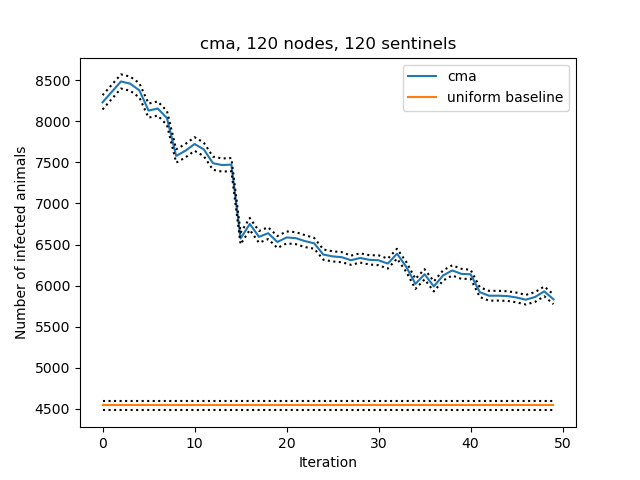 cma, 120 nodes, 120 sentinels
cma
uniform baseline
Number of infected animals
8500
8000
7500
7000
6500
6000
5500
5000
4500
0 10 20 30 40 50
Iteration